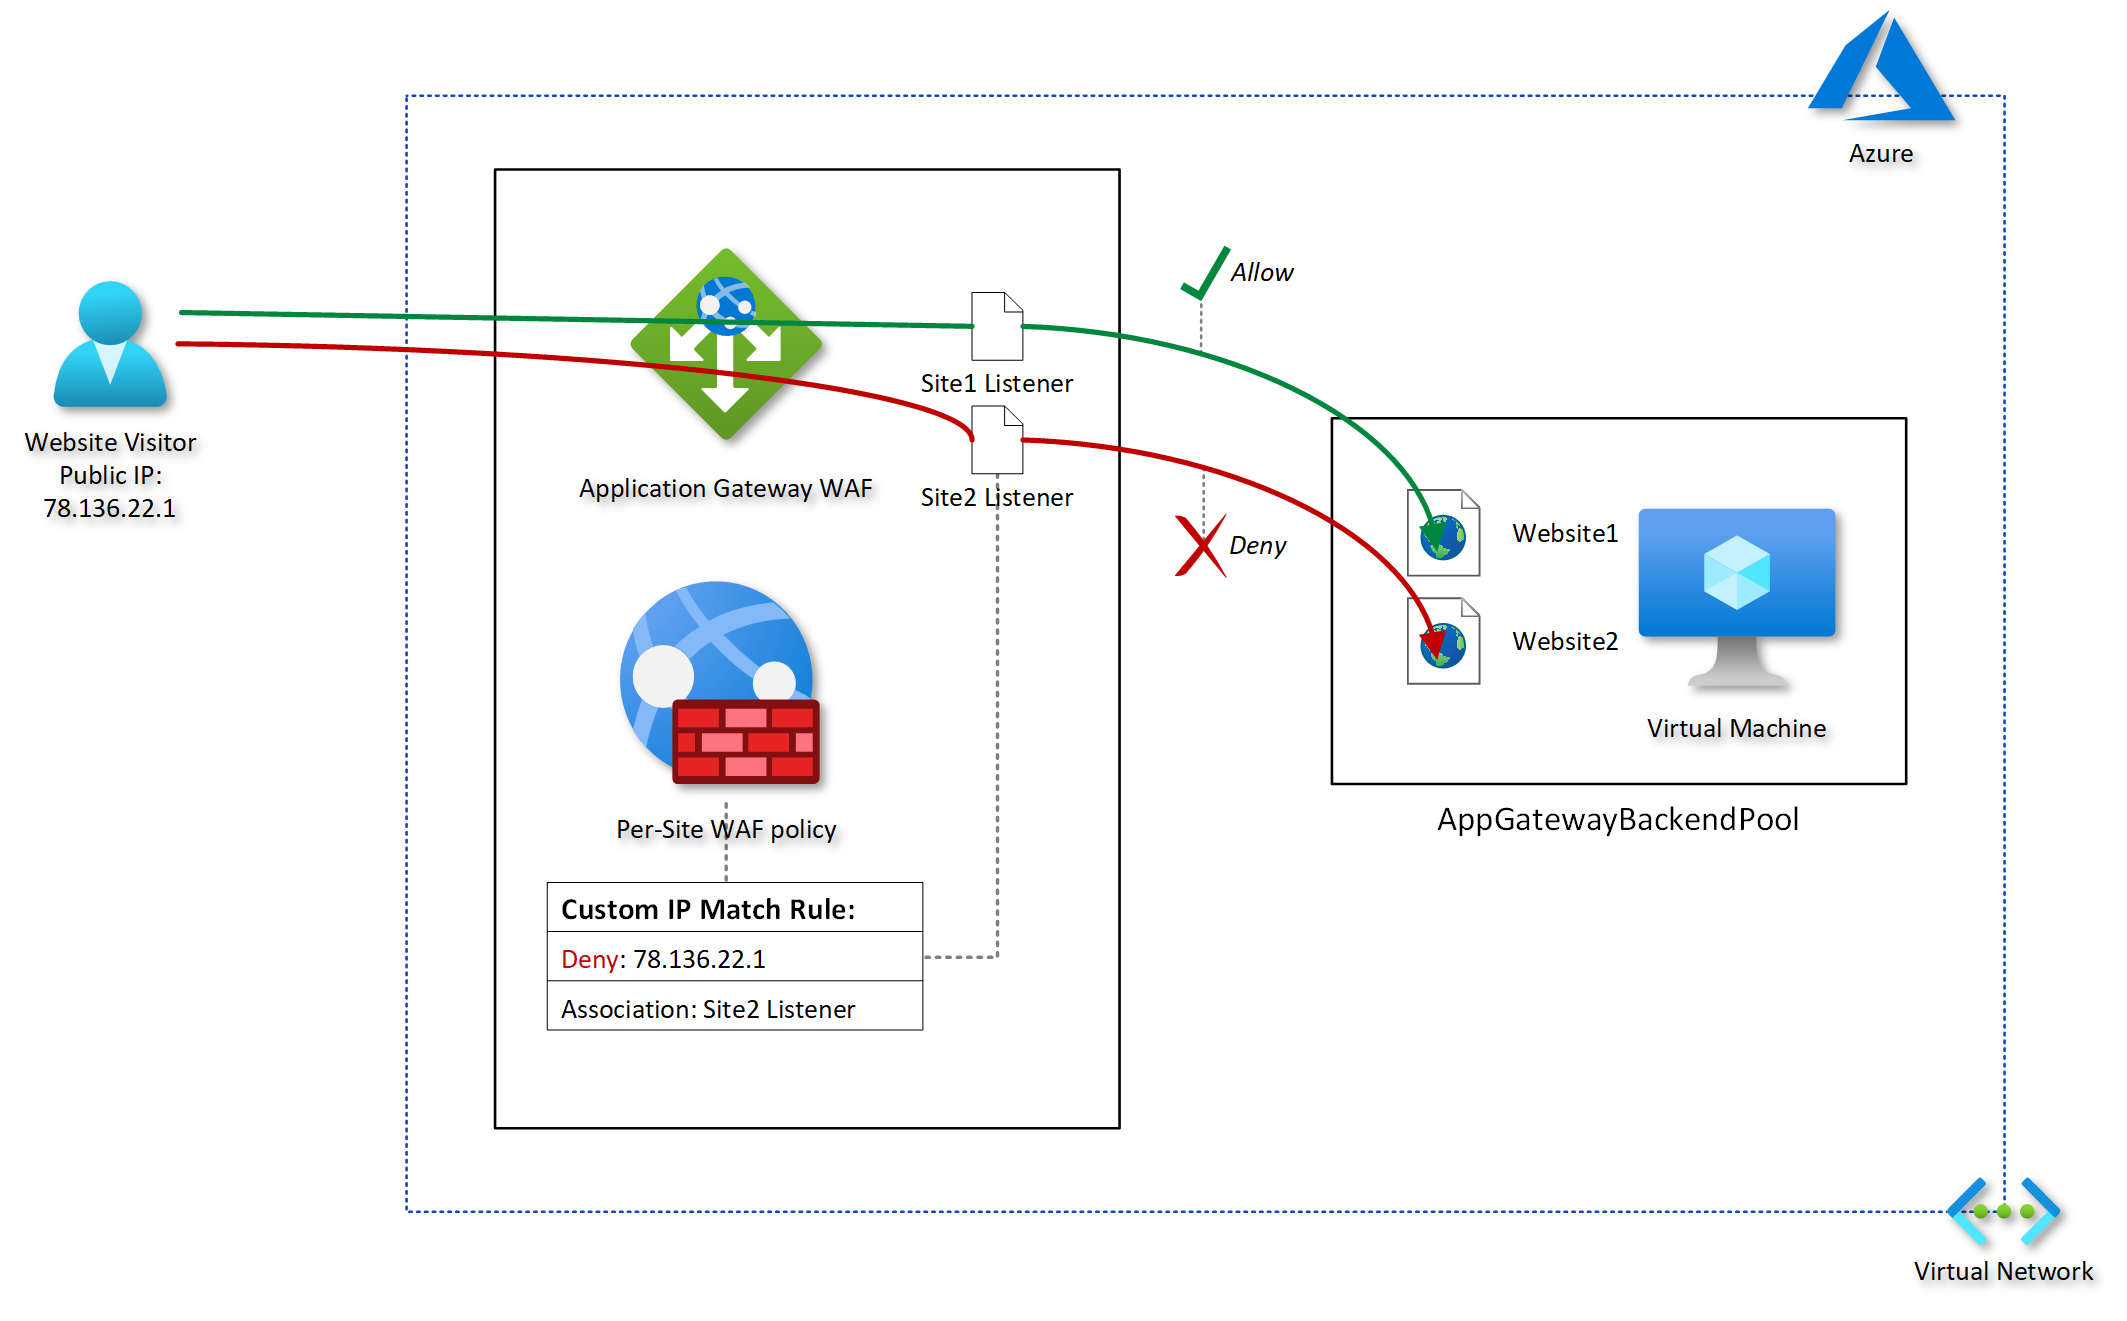 Azure
Website Visitor
Public IP:
78.136.22.1
Application Gateway WAF
Site1 Listener
Site2 Listener
Allow
Deny
Website1
Website2
Virtual Machine
AppGatewayBackendPool
Per-Site WAF policy
Custom IP Match Rule:
Deny: 78.136.22.1
Association: Site2 Listener
Virtual Network